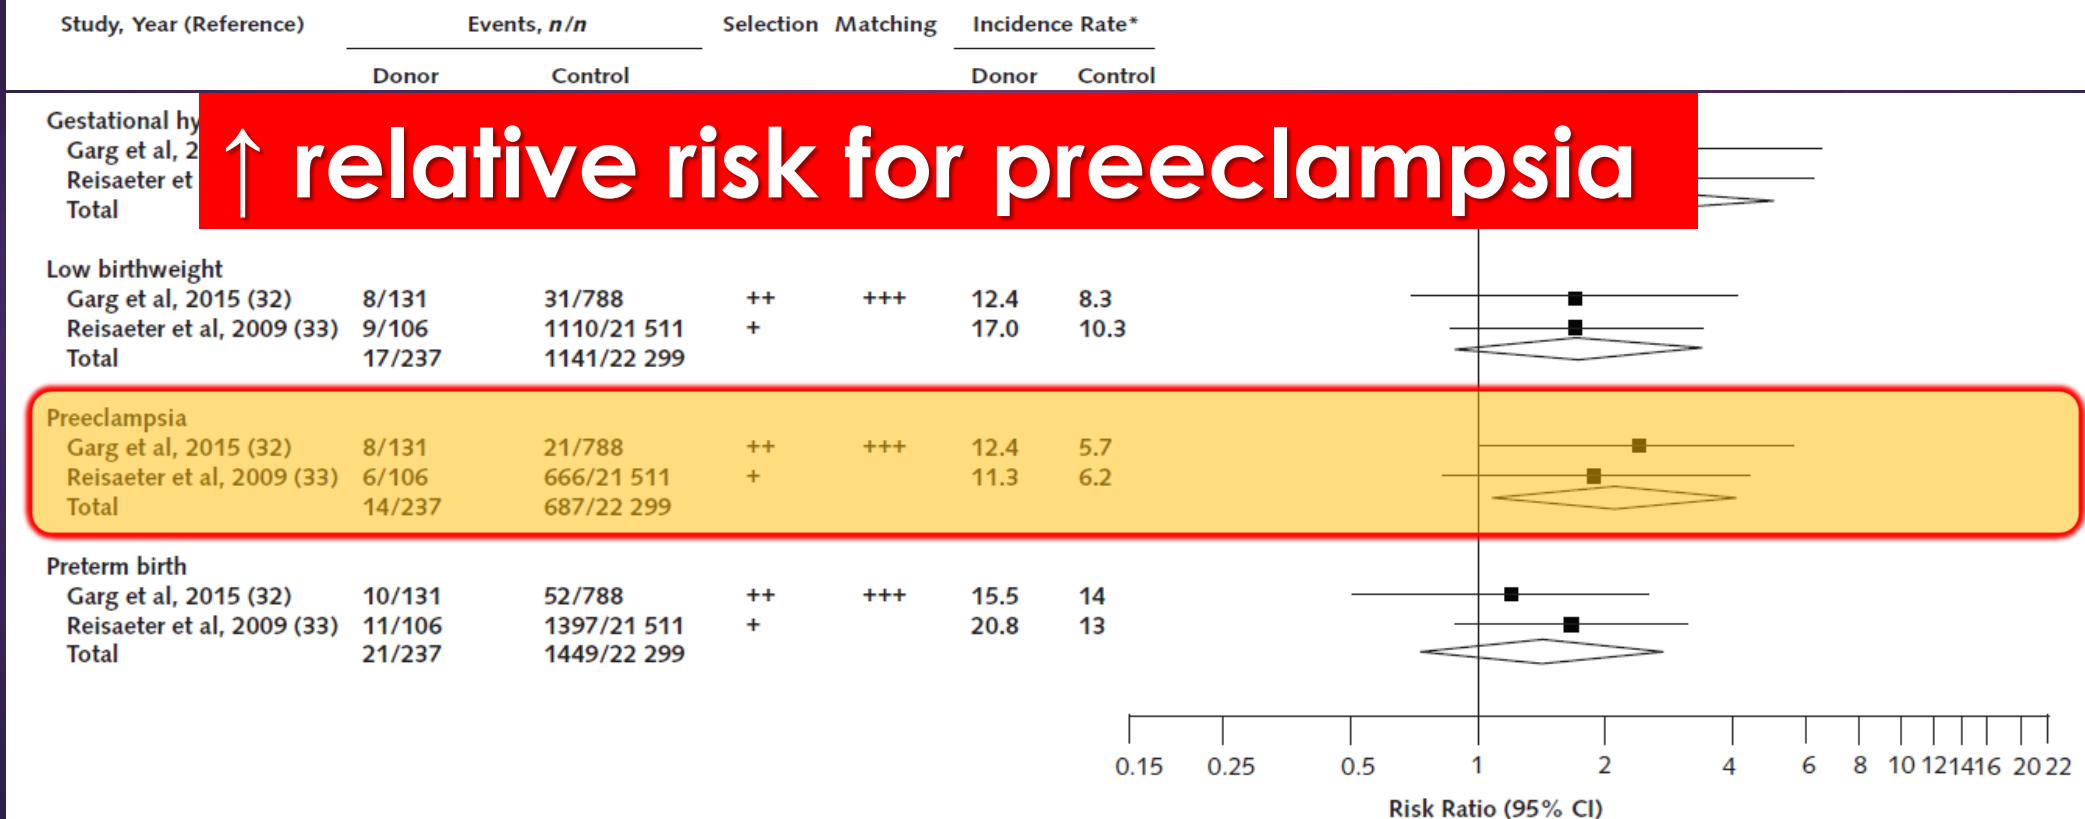 Study, Year (Reference) Events, n/n Selection Matching Incidence Rate*
Donor Control Donor Control
↑ relative risk for preeclampsia
Gestational hy
Garg et al, 2
Reisaeter et
Total
Low birthweight
Garg et al, 2015 (32) 8/131 31/788 ++ +++ 12.4 8.3
Reisaeter et al, 2009 (33) 9/106 1110/21 511 + 17.0 10.3
Total 17/237 1141/22 299
Preeclampsia
Garg et al, 2015 (32) 8/131 21/788 ++ +++ 12.4 5.7
Reisaeter et al, 2009 (33) 6/106 666/21 511 + 11.3 6.2
Total 14/237 687/22 299
Preterm birth
Garg et al, 2015 (32) 10/131 52/788 ++ +++ 15.5 14
Reisaeter et al, 2009 (33) 11/106 1397/21 511 + 20.8 13
Total 21/237 1449/22 299
0.15 0.25 0.5 1 2 4 6 8 10 12 14 16 20 22
Risk Ratio (95% CI)